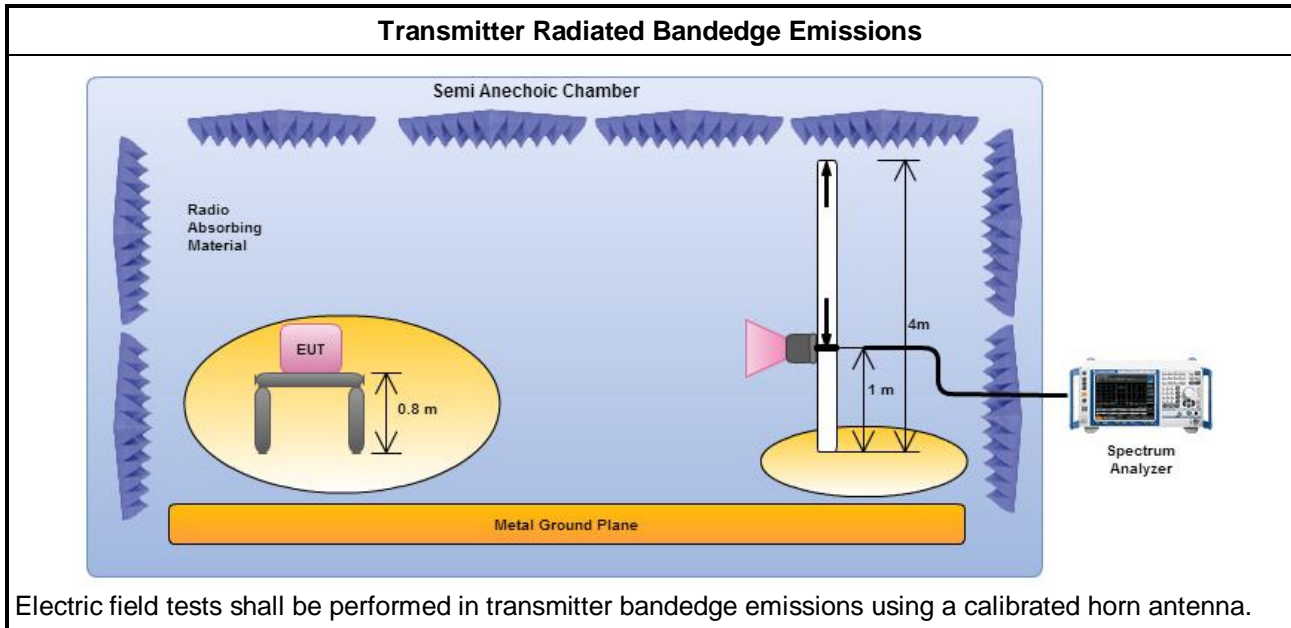 Transmitter Radiated Bandedge Emissions
Semi Anechoic Chamber
Radio
Absorbing
Material
EUT
0.8 m
4m
1 m
Spectrum
Analyzer
Metal Ground Plane
Electric field tests shall be performed in transmitter bandedge emissions using a calibrated horn antenna.